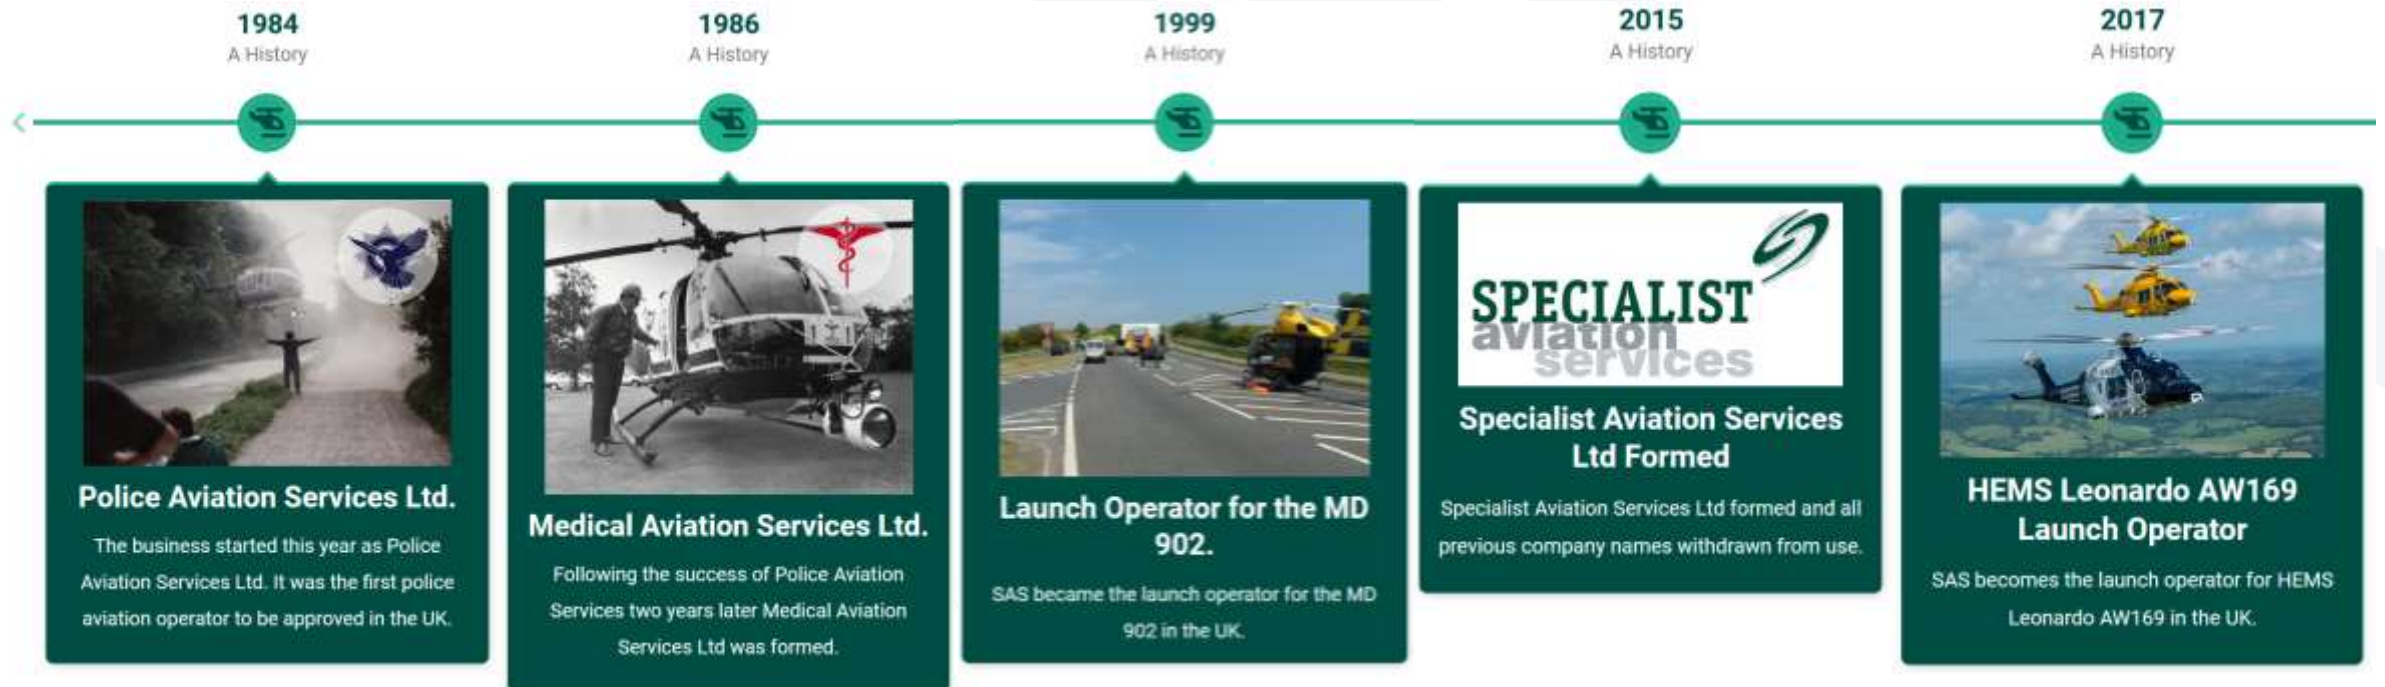 1984
A History
Police Aviation Services Ltd.
The business started this year as Police
Aviation Services Ltd. It was the first police
aviation operator to be approved in the UK.
1986
A History
Medical Aviation Services Ltd.
Following the success of Police Aviation
Services two years later Medical Aviation
Services Ltd was formed.
1999
A History
Launch Operator for the MD
902.
SAS became the launch operator for the MD
902 in the UK.
2015
A History
SPECIALIST
aviation
services
Specialist Aviation Services
Ltd Formed
Specialist Aviation Services Ltd formed and all
previous company names withdrawn from use.
2017
A History
HEMS Leonardo AW169
Launch Operator
SAS becomes the launch operator for HEMS
Leonardo AW169 in the UK.